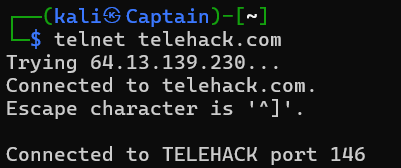 ┌──(kali㉿Captain)-[~]
└─$ telnet telehack.com
Trying 64.13.139.230...
Connected to telehack.com.
Escape character is '^]'.

Connected to TELEHACK port 146